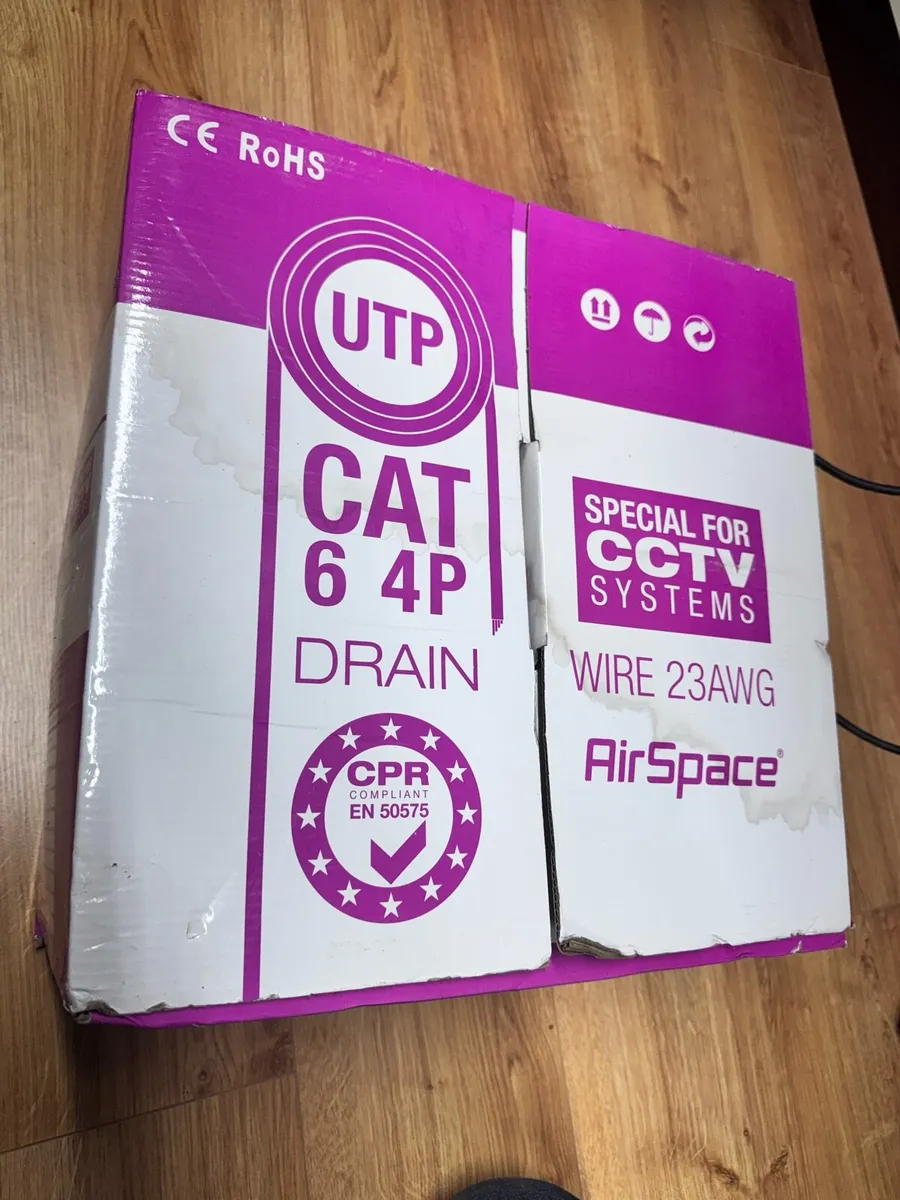 CE RoHS
UTP
CAT
6 4P
DRAIN
CPR
COMPLIANT
EN 50575
SPECIAL FOR
CCTV
SYSTEMS
WIRE 23AWG
AirSpace®